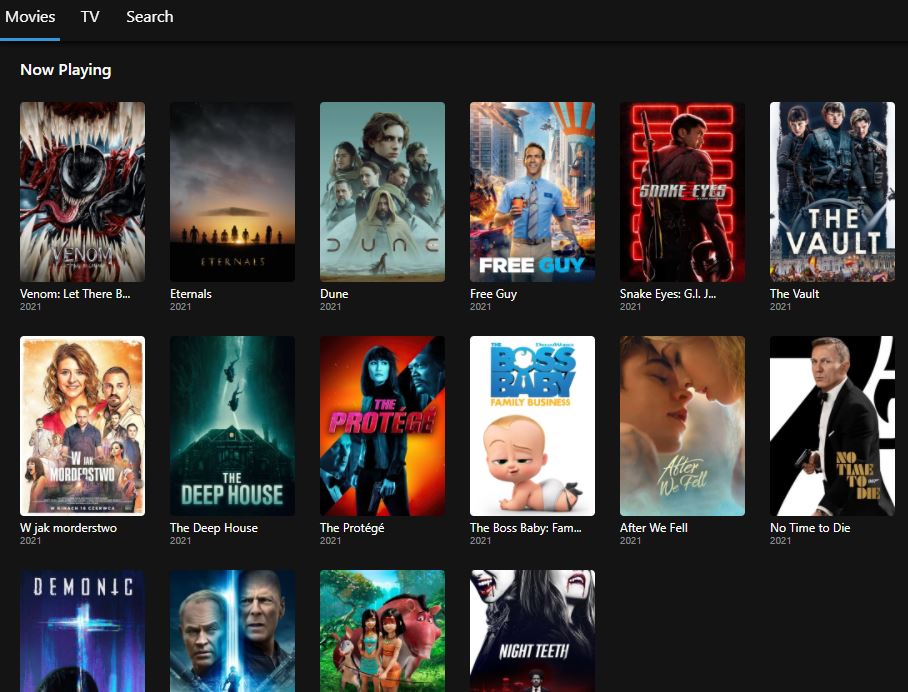 Movies TV Search
Now Playing
VENOM
ETERNALS
DUNE
FREE GUY
SNAKE EYES
THE
VAULT
Venom: Let There B...
Eternals
Dune
Free Guy
Snake Eyes: G.I. J...
The Vault
2021
2021
2021
2021
2021
2021
W JAK
MORDERSTWO
W KINACH 18 CZERWCA
THE
DEEP HOUSE
THE
PROTÉGÉ
DREAMWORKS
THE
BOSS
BABY
FAMILY BUSINESS
After
We Fell
NO
TIME
TO
DIE
007
W jak morderstwo
The Deep House
The Protégé
The Boss Baby: Fam...
After We Fell
No Time to Die
2021
2021
2021
2021
2021
2021
DEMONIC
NIGHT TEETH